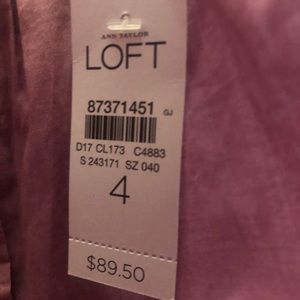 ANN TAYLOR
LOFT
87371451 GJ
D17 CL173 C4883
S 243171 SZ 040
4
$89.50